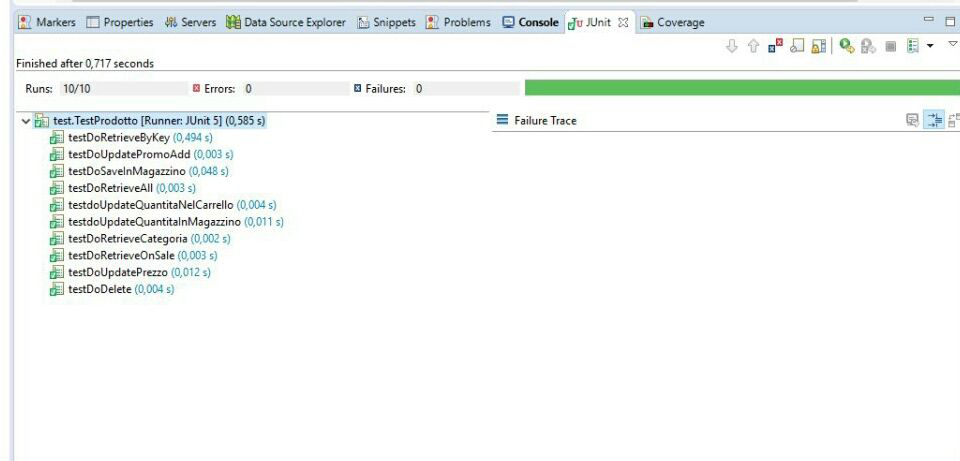 Markers Properties Servers Data Source Explorer Snippets Problems Console JUnit Coverage
Finished after 0,717 seconds
Runs: 10/10 Errors: 0 Failures: 0
test.TestProdotto [Runner: JUnit 5] (0,585 s) Failure Trace
testDoRetrieveByKey (0,494 s)
testDoUpdatePromoAdd (0,003 s)
testDoSaveInMagazzino (0,048 s)
testDoRetrieveAll (0,003 s)
testdoUpdateQuantitaNelCarrello (0,004 s)
testdoUpdateQuantitaInMagazzino (0,011 s)
testDoRetrieveCategoria (0,002 s)
testDoRetrieveOnSale (0,003 s)
testDoUpdatePrezzo (0,012 s)
testDoDelete (0,004 s)